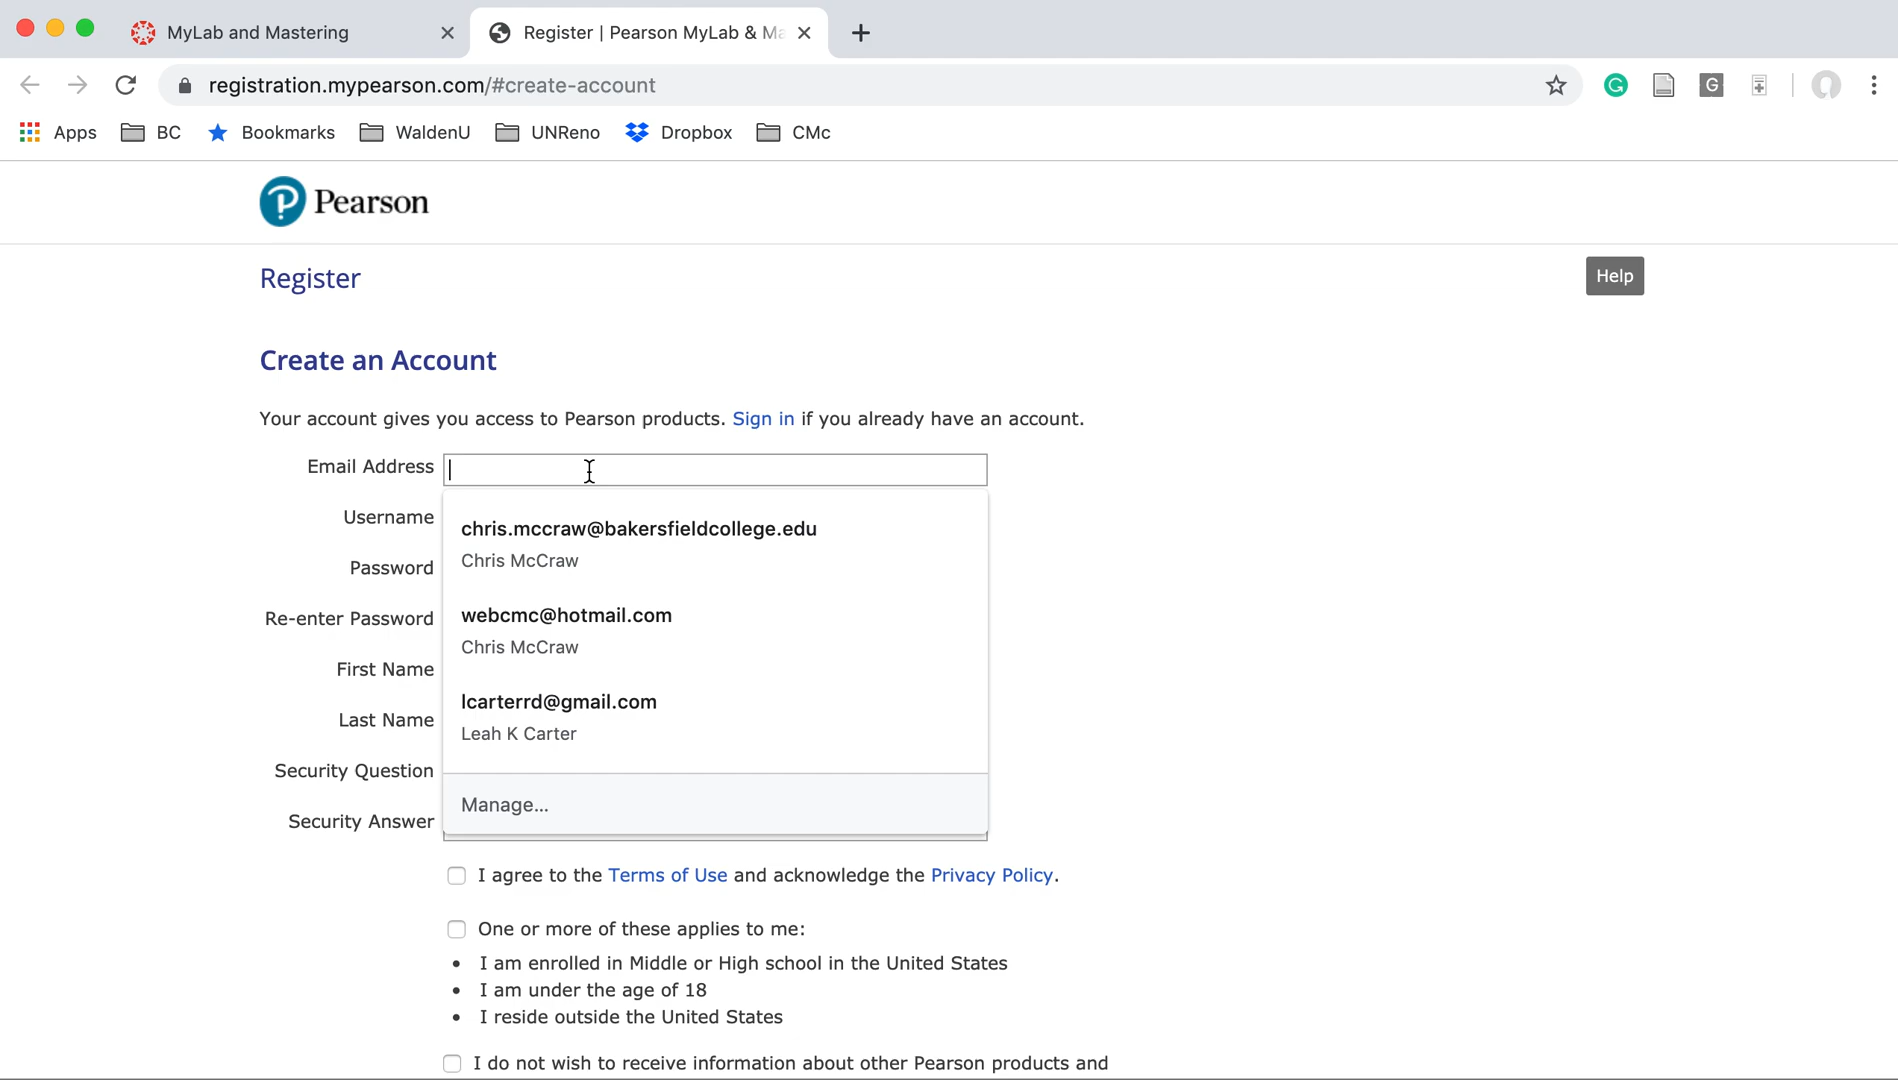 MyLab and Mastering
Register | Pearson MyLab & Ma
registration.mypearson.com/#create-account
Apps BC Bookmarks WaldenU UNReno Dropbox CMc
Pearson
Register
Help
Create an Account
Your account gives you access to Pearson products. Sign in if you already have an account.
Email Address
Username
chris.mccraw@bakersfieldcollege.edu
Chris McCraw
Password
Re-enter Password
webcmc@hotmail.com
Chris McCraw
First Name
Last Name
lcarterrd@gmail.com
Leah K Carter
Security Question
Manage...
Security Answer
I agree to the Terms of Use and acknowledge the Privacy Policy.
One or more of these applies to me:
• I am enrolled in Middle or High school in the United States
• I am under the age of 18
• I reside outside the United States
I do not wish to receive information about other Pearson products and